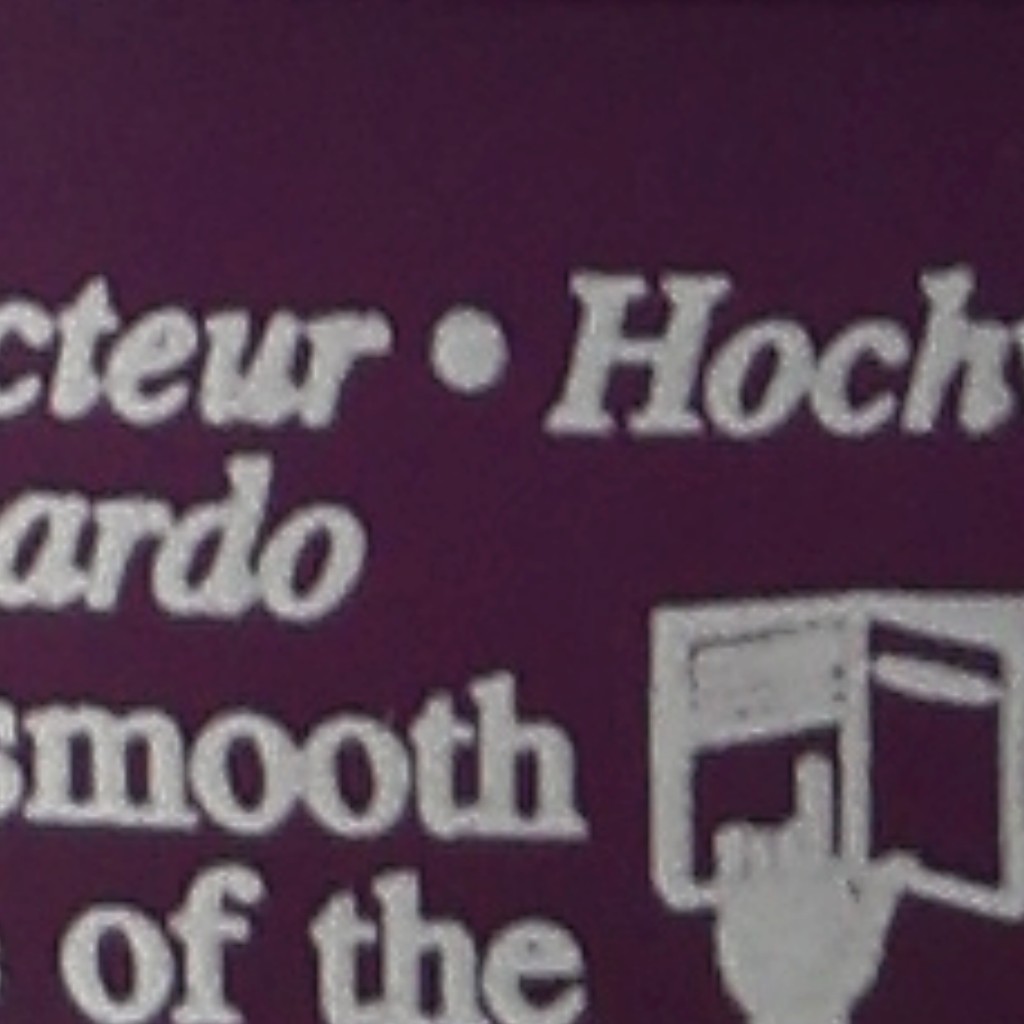 cteur • Hoch
ardo
smooth
of the